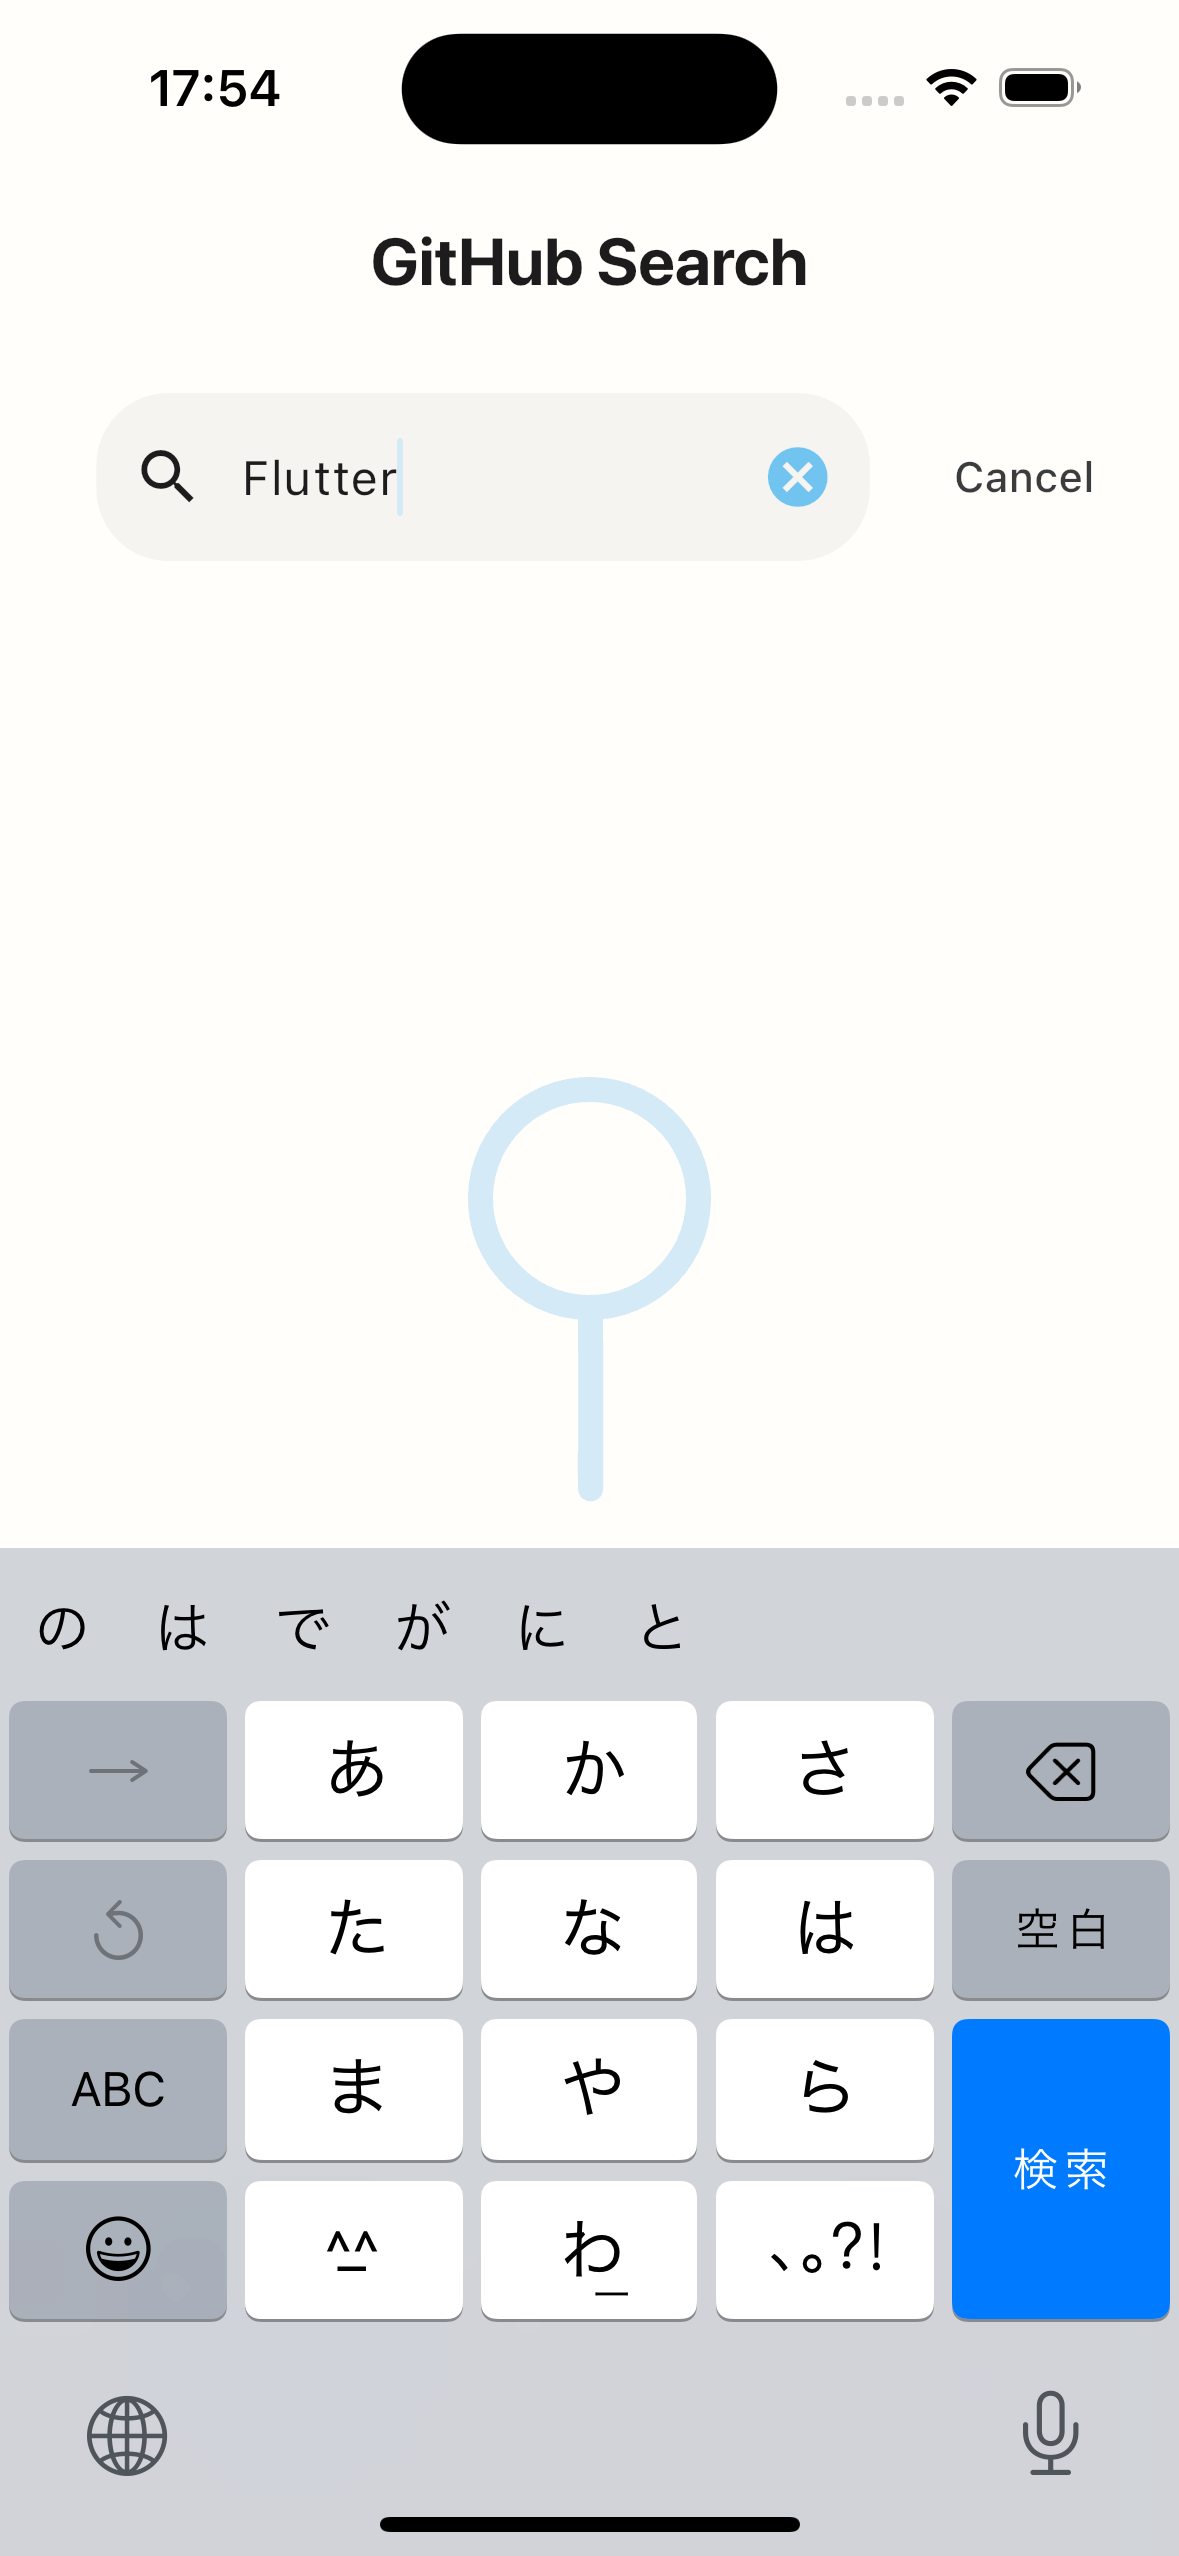 17:54
GitHub Search
Flutter Cancel
の は で が に と
あ か さ
た な は 空白
ABC ま や ら
検索
^^ わ 、。?!